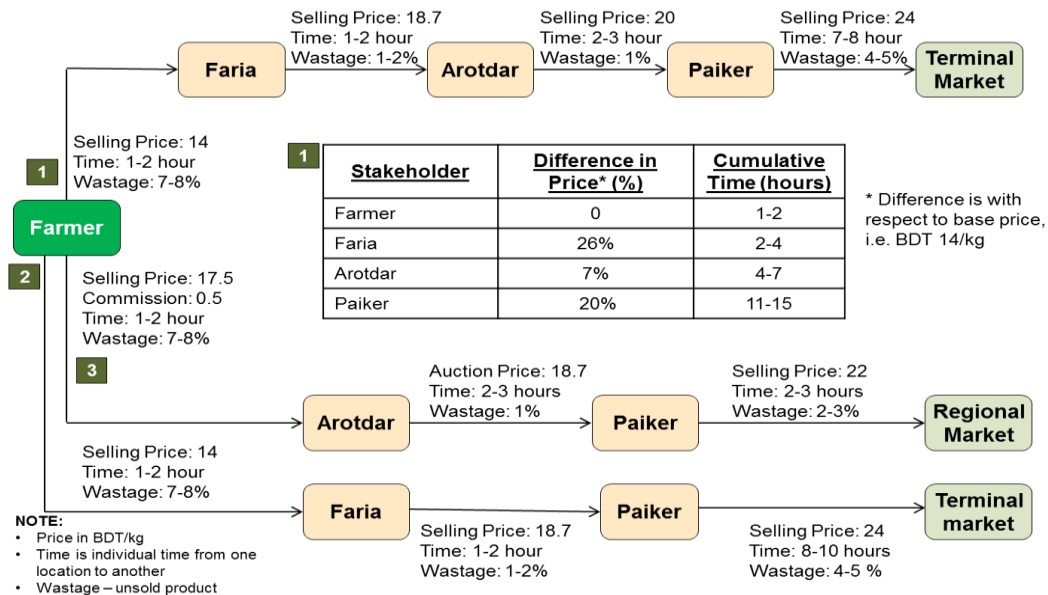 Selling Price: 18.7
Time: 1-2 hour
Wastage: 1-2%
Selling Price: 20
Time: 2-3 hour
Wastage: 1%
Selling Price: 24
Time: 7-8 hour
Wastage: 4-5%
Faria
Arotdar
Paiker
Terminal
Market
Selling Price: 14
Time: 1-2 hour
Wastage: 7-8%
1
Farmer
2
1
Stakeholder
Difference in
Price* (%)
Cumulative
Time (hours)
Farmer 0 1-2
Faria 26% 2-4
Arotdar 7% 4-7
Paiker 20% 11-15
* Difference is with
respect to base price,
i.e. BDT 14/kg
Selling Price: 17.5
Commission: 0.5
Time: 1-2 hour
Wastage: 7-8%
3
Auction Price: 18.7
Time: 2-3 hours
Wastage: 1%
Selling Price: 22
Time: 2-3 hours
Wastage: 2-3%
Arotdar
Paiker
Regional
Market
Selling Price: 14
Time: 1-2 hour
Wastage: 7-8%
Faria
Paiker
Terminal
market
Selling Price: 18.7
Time: 1-2 hour
Wastage: 1-2%
Selling Price: 24
Time: 8-10 hours
Wastage: 4-5 %
NOTE:
• Price in BDT/kg
• Time is individual time from one
location to another
• Wastage – unsold product